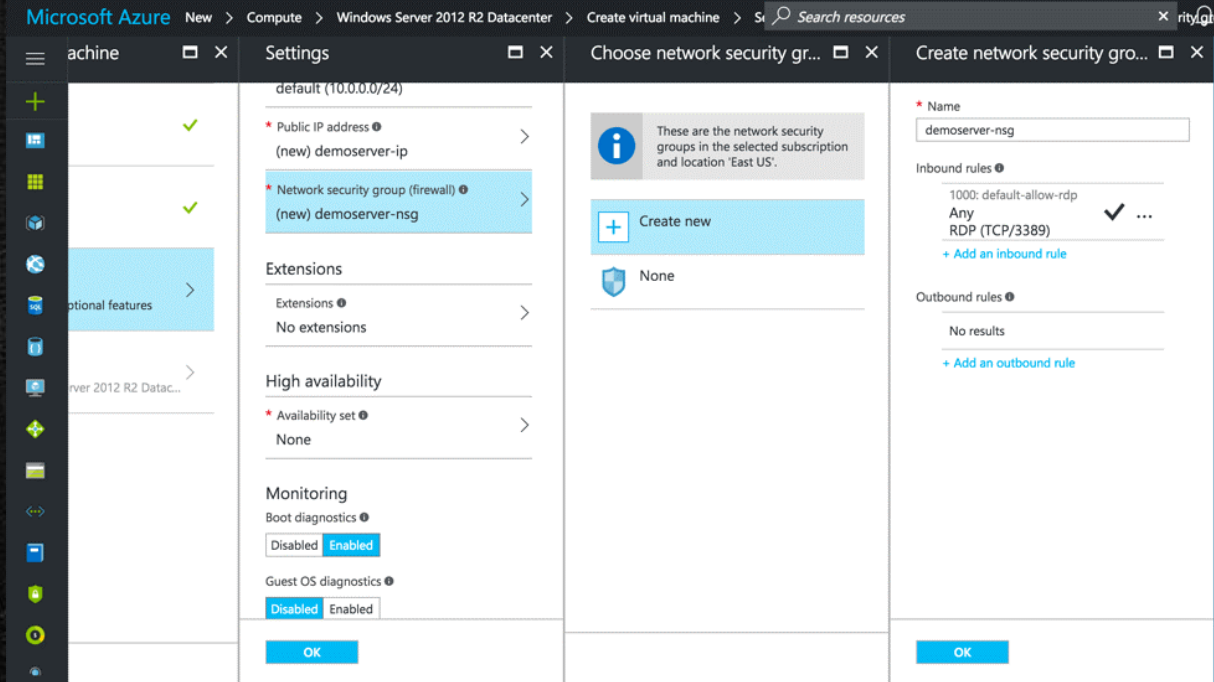 Microsoft Azure New > Compute > Windows Server 2012 R2 Datacenter > Create virtual machine > Search resources
achine
ptional features
rver 2012 R2 Datac...
Settings
default (10.0.0.0/24)
* Public IP address
(new) demoserver-ip
* Network security group (firewall)
(new) demoserver-nsg
Extensions
Extensions
No extensions
High availability
* Availability set
None
Monitoring
Boot diagnostics
Disabled Enabled
Guest OS diagnostics
Disabled Enabled
OK
Choose network security gr...
These are the network security
groups in the selected subscription
and location 'East US'.
Create new
None
Create network security gro...
* Name
demoserver-nsg
Inbound rules
1000: default-allow-rdp
Any
RDP (TCP/3389)
+ Add an inbound rule
Outbound rules
No results
+ Add an outbound rule
OK